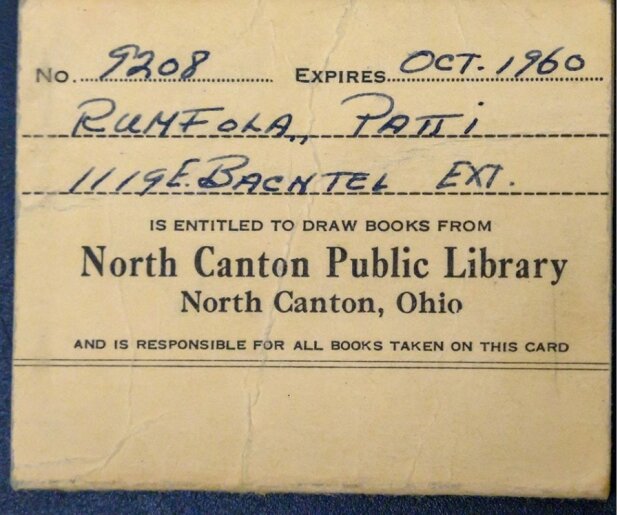 No. 9208 EXPIRES OCT. 1960
RUMFOLA, PATTI
1119 E. BACHTEL EXT.
IS ENTITLED TO DRAW BOOKS FROM
North Canton Public Library
North Canton, Ohio
AND IS RESPONSIBLE FOR ALL BOOKS TAKEN ON THIS CARD